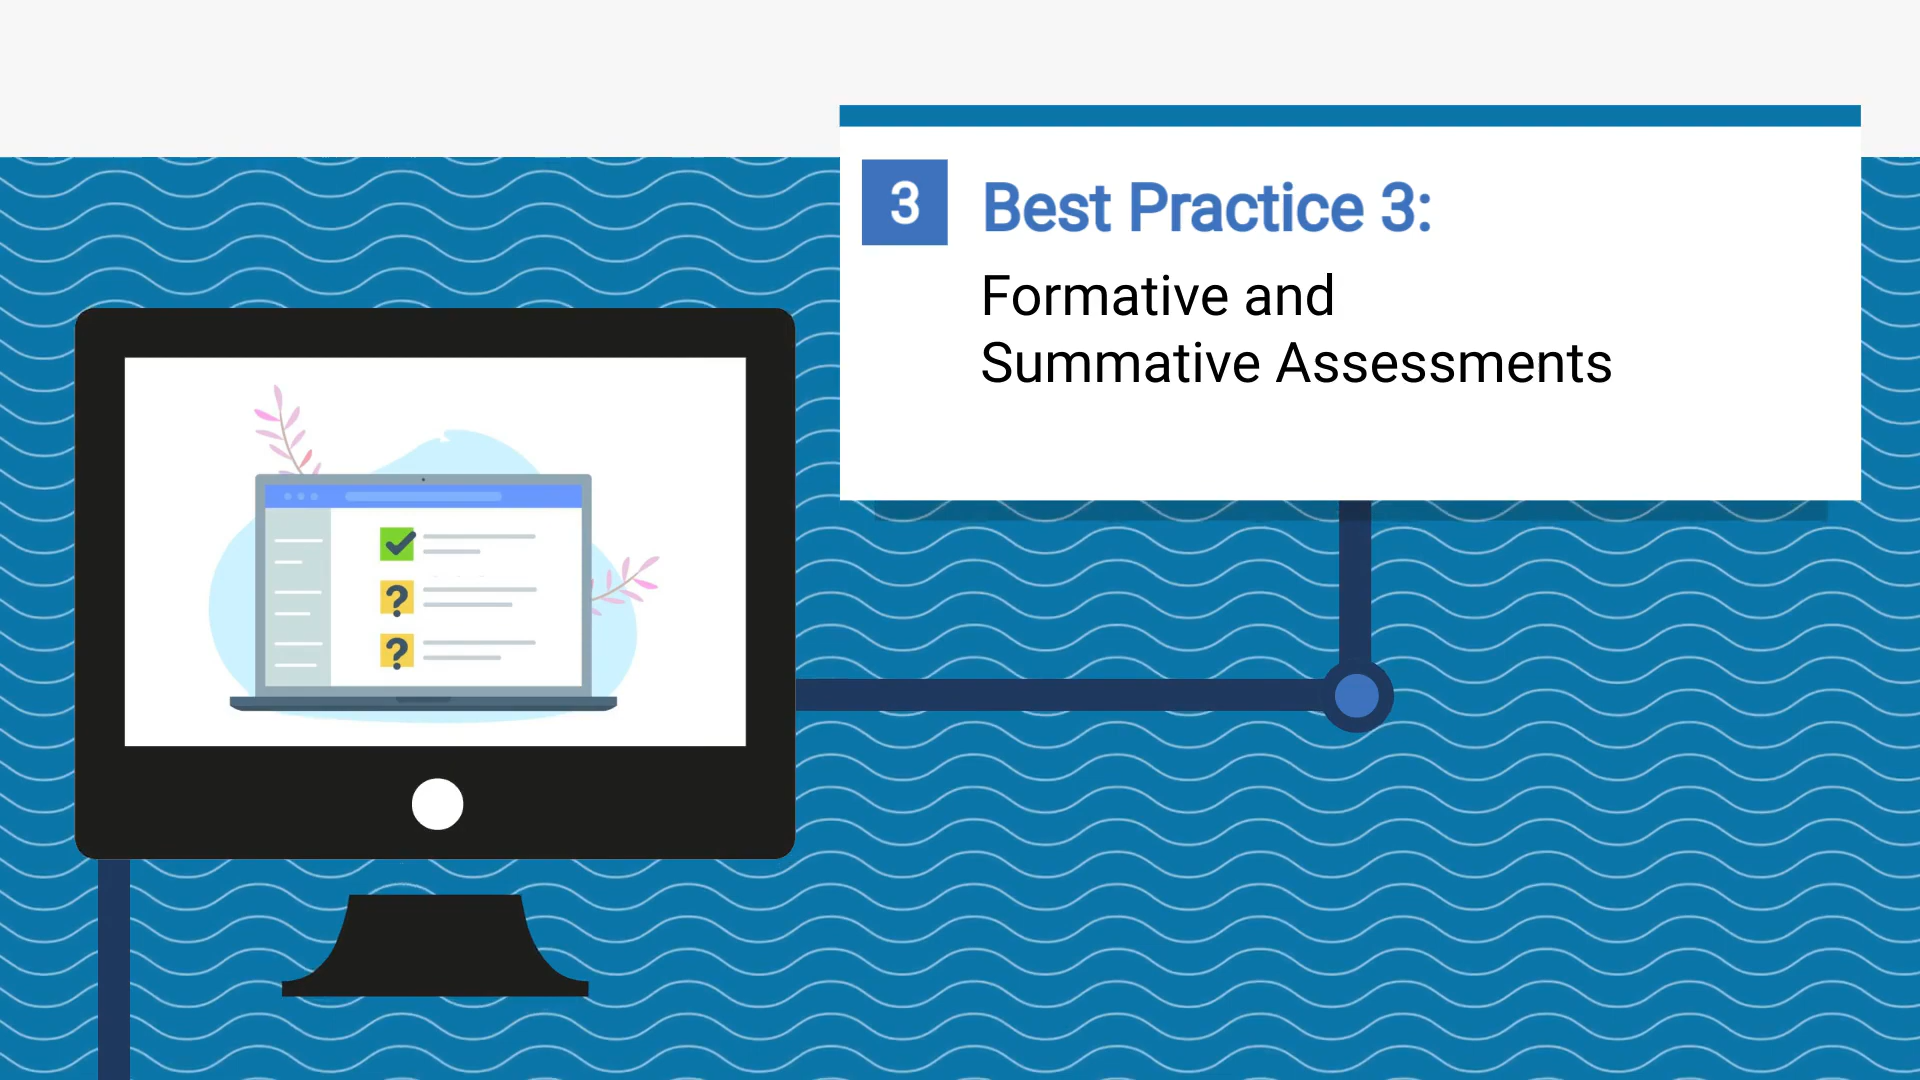 3
Best Practice 3:
Formative and
Summative Assessments
?
?